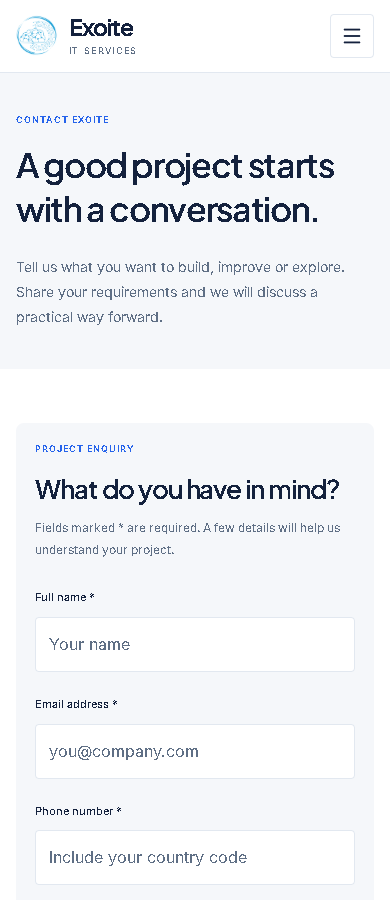 Exoite
IT SERVICES
CONTACT EXOITE
A good project starts
with a conversation.
Tell us what you want to build, improve or explore.
Share your requirements and we will discuss a
practical way forward.
PROJECT ENQUIRY
What do you have in mind?
Fields marked * are required. A few details will help us
understand your project.
Full name *
Your name
Email address *
you@company.com
Phone number *
Include your country code